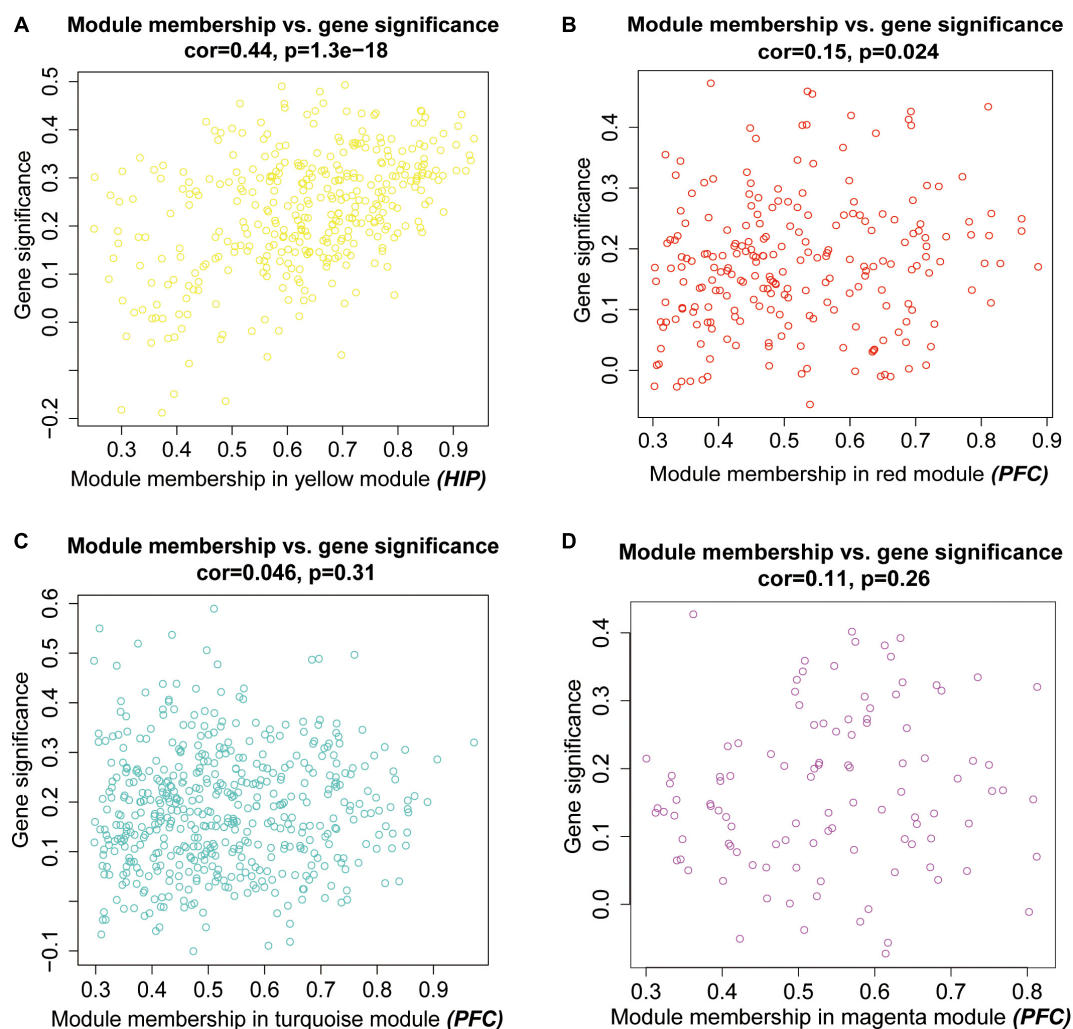 A
Module membership vs. gene significance
cor=0.44, p=1.3e−18
Gene significance
0.5
0.4
0.3
0.2
0.1
0.0
−0.2
0.3 0.4 0.5 0.6 0.7 0.8 0.9
Module membership in yellow module (HIP)
B
Module membership vs. gene significance
cor=0.15, p=0.024
Gene significance
0.4
0.3
0.2
0.1
0.0
0.3 0.4 0.5 0.6 0.7 0.8 0.9
Module membership in red module (PFC)
C
Module membership vs. gene significance
cor=0.046, p=0.31
Gene significance
0.6
0.5
0.4
0.3
0.2
0.1
−0.1
0.3 0.4 0.5 0.6 0.7 0.8 0.9
Module membership in turquoise module (PFC)
D
Module membership vs. gene significance
cor=0.11, p=0.26
Gene significance
0.4
0.3
0.2
0.1
0.0
0.3 0.4 0.5 0.6 0.7 0.8
Module membership in magenta module (PFC)